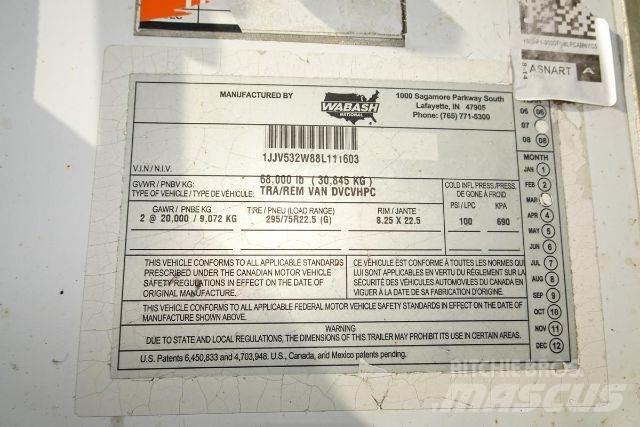 ASNART
MANUFACTURED BY
WABASH
NATIONAL
1000 Sagamore Parkway South
Lafayette, IN 47905
Phone: (765) 771-5300
06 06
07
08 08
1JJV532W88L111603
V.I.N / N.I.V.
MONTH
JAN 1
FEB 2
MAR
APR 4
MAY 5
JUN 6
JUL 7
AUG 8
SEP 9
OCT 10
NOV 11
DEC 12
GVWR / PNBV KG: 68,000 lb ( 30,845 KG)
TYPE OF VEHICLE / TYPE DE VÉHICULE: TRA/REM VAN DVCVHPC
COLD INFL PRESS./PRESS.
DE GONF À FROID
GAWR / PNBE KG TIRE / PNEU (LOAD RANGE) RIM / JANTE PSI / LPC KPA
2 @ 20,000 / 9,072 KG 295/75R22.5 (G) 8.25 X 22.5 100 690
THIS VEHICLE CONFORMS TO ALL APPLICABLE STANDARDS
PRESCRIBED UNDER THE CANADIAN MOTOR VEHICLE
SAFETY REGULATIONS IN EFFECT ON THE DATE OF
ORIGINAL MANUFACTURE.
CE VÉHICULE EST CONFORME À TOUTES LES NORMES QUI
LUI SONT APPLICABLES EN VERTU DU RÉGLEMENT SUR LA
SÉCURITÉ DES VÉHICULES AUTOMOBILES DU CANADA EN
VIGUER À LA DATE DE SA FABRICATION D'ORIGINE.
THIS VEHICLE CONFORMS TO ALL APPLICABLE FEDERAL MOTOR VEHICLE SAFETY STANDARDS IN EFFECT ON THE DATE OF
MANUFACTURE SHOWN ABOVE.
WARNING
DUE TO STATE AND LOCAL REGULATIONS, THE DIMENSIONS OF THIS TRAILER MAY PROHIBIT ITS USE IN CERTAIN AREAS.
U.S. Patents 6,450,833 and 4,703,948. U.S., Canada, and Mexico patents pending.
RITCHIE BROS
MASCUS